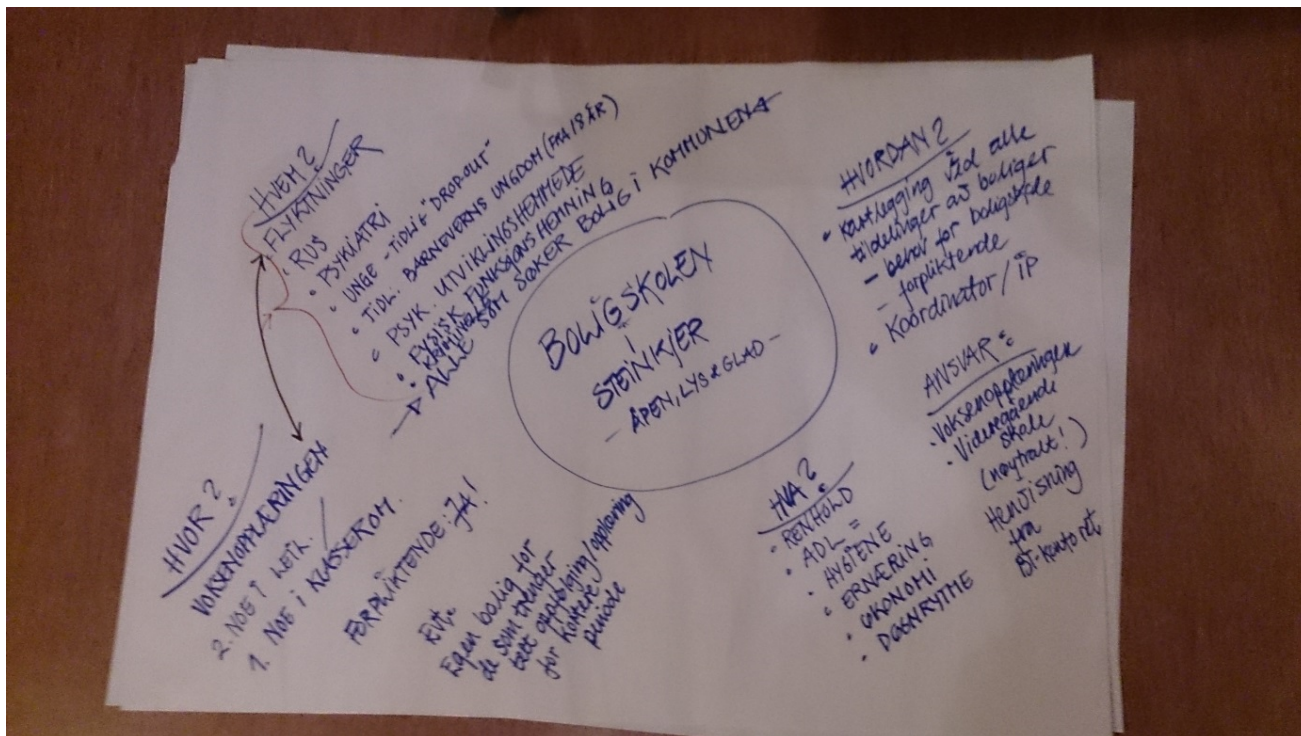 BOLIGSKOLEN
I
STEINKJER
- ÅPEN, LYS & GLAD -
HVEM?
FLYKTNINGER
• RUS
• PSYKIATRI
• UNGE - TIDLIG "DROPOUT"
• TIDL. BARNEVERNS UNGDOM (FRA 18 ÅR)
• PSYK. UTVIKLINGSHEMMEDE
FYSISK FUNKSJONSHEMNING
• KRIMINELLE
→ ALLE SOM SØKER BOLIG I KOMMUNEN
HVORDAN?
• Kartlegging ved alle
tildelinger av boliger
- behov for boligskole
- forpliktende
• Koordinator/IP
ANSVAR:
• Voksenopplæringen
• Videregående
skole
(nøytralt!)
Henvisning
fra
BT-kontoret
HVA?
• RENHOLD
• ADL =
• HYGIENE
• ERNÆRING
• ØKONOMI
• DØGNRYTME
HVOR?
VOKSENOPPLÆRINGEN
2. NOE I LEIL.
1. NOE I KLASSEROM.
FORPLIKTENDE: JA!
Evt.
Egen bolig for
de som trenger
tett oppfølging/opplæring
for kortere
periode